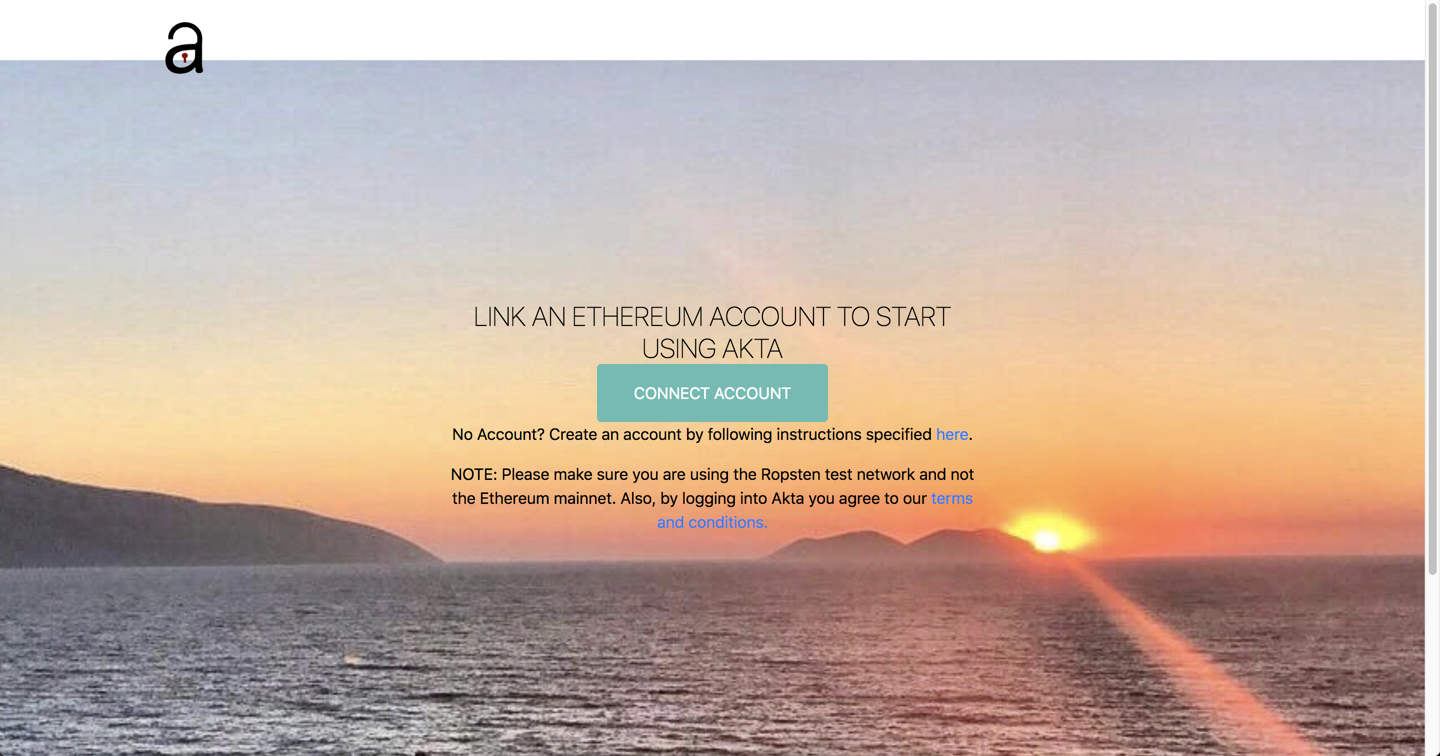 a
LINK AN ETHEREUM ACCOUNT TO START
USING AKTA
CONNECT ACCOUNT
No Account? Create an account by following instructions specified here.
NOTE: Please make sure you are using the Ropsten test network and not
the Ethereum mainnet. Also, by logging into Akta you agree to our terms
and conditions.